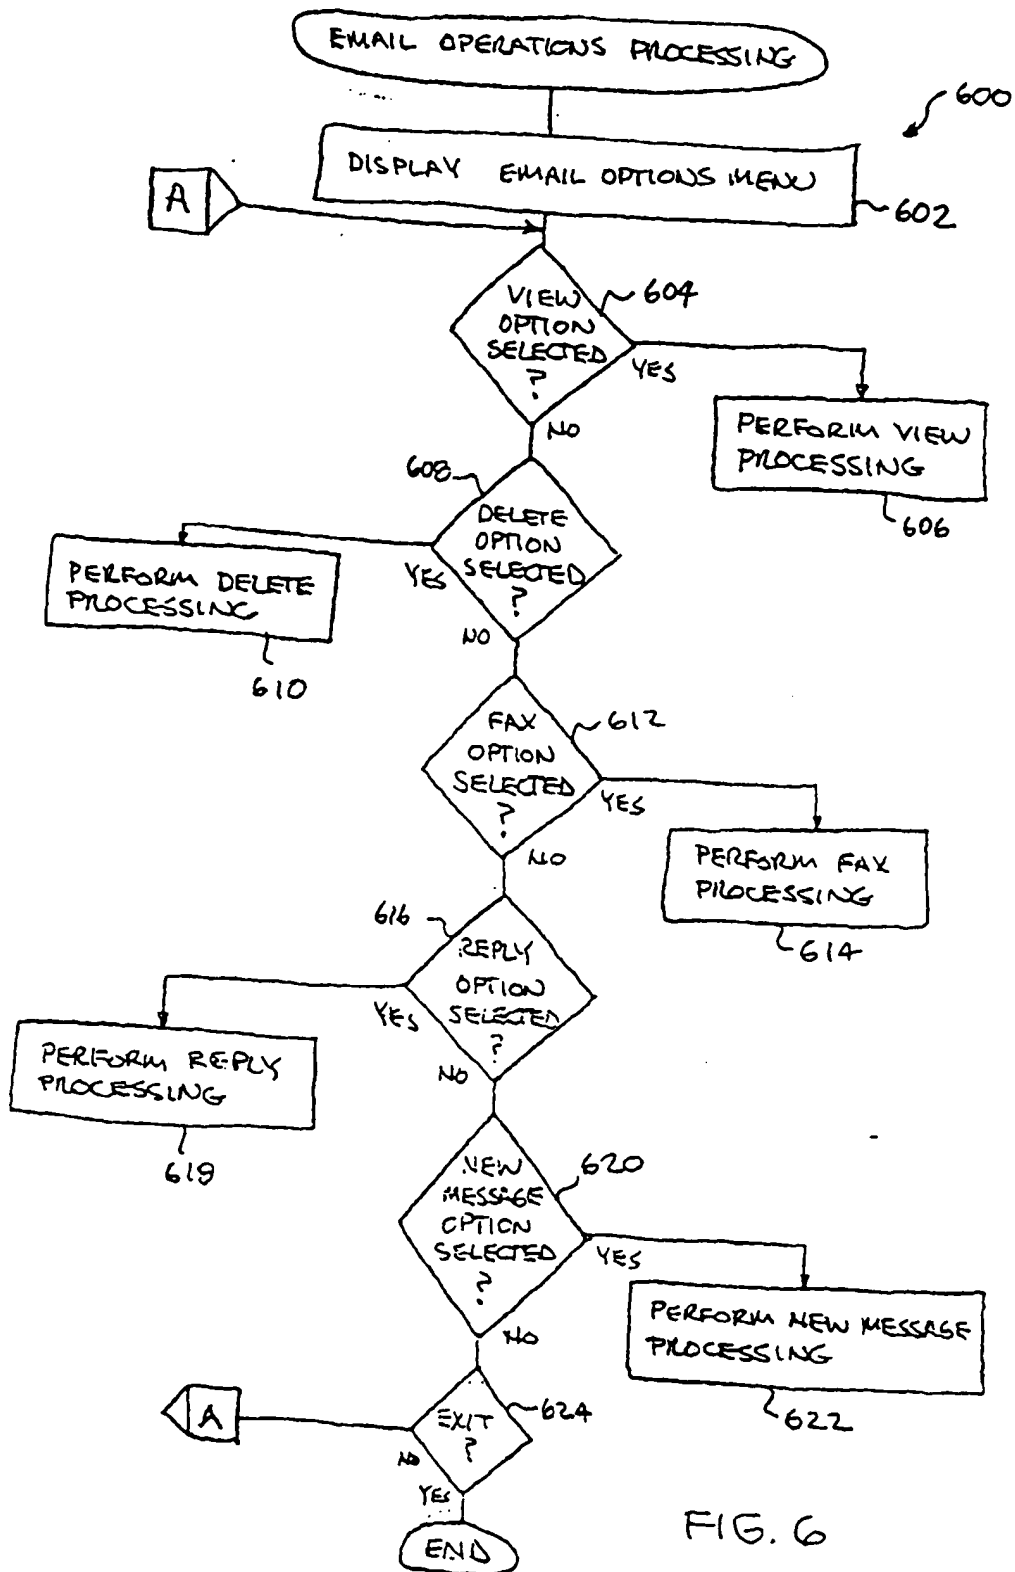 EMAIL OPERATIONS PROCESSING
600
DISPLAY EMAIL OPTIONS MENU
602
A
VIEW
OPTION
SELECTED
?
604
YES
NO
PERFORM VIEW
PROCESSING
606
608
DELETE
OPTION
SELECTED
?
YES
NO
PERFORM DELETE
PROCESSING
610
FAX
OPTION
SELECTED
?
612
YES
NO
PERFORM FAX
PROCESSING
614
616
REPLY
OPTION
SELECTED
?
YES
NO
PERFORM REPLY
PROCESSING
618
NEW
MESSAGE
OPTION
SELECTED
?
620
YES
NO
PERFORM NEW MESSAGE
PROCESSING
622
A
EXIT
?
624
NO
YES
END
FIG. 6